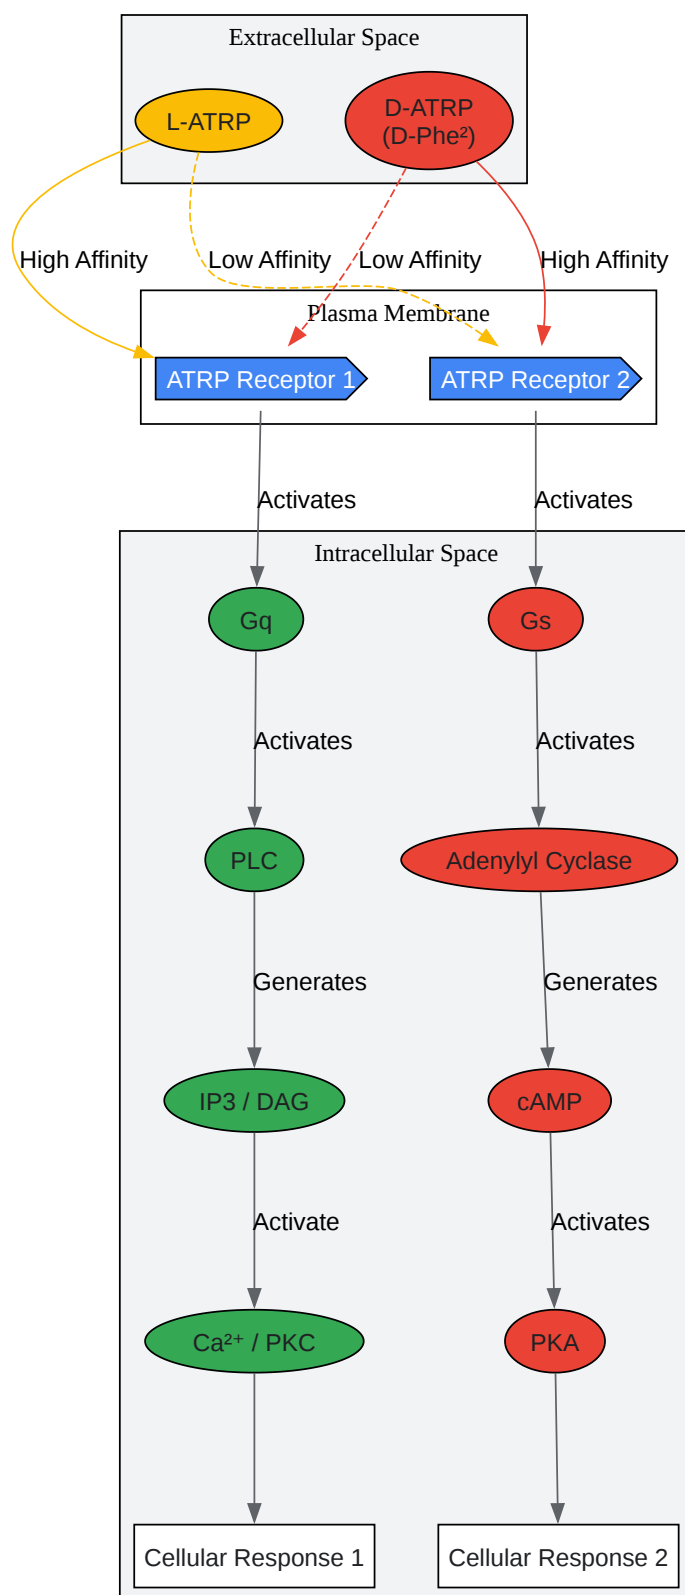 Extracellular Space
L-ATRP
D-ATRP
(D-Phe²)
High Affinity
Low Affinity
Low Affinity
High Affinity
Plasma Membrane
ATRP Receptor 1
ATRP Receptor 2
Activates
Activates
Intracellular Space
Gq
Gs
Activates
Activates
PLC
Adenylyl Cyclase
Generates
Generates
IP3 / DAG
cAMP
Activate
Activates
Ca²⁺ / PKC
PKA
Cellular Response 1
Cellular Response 2